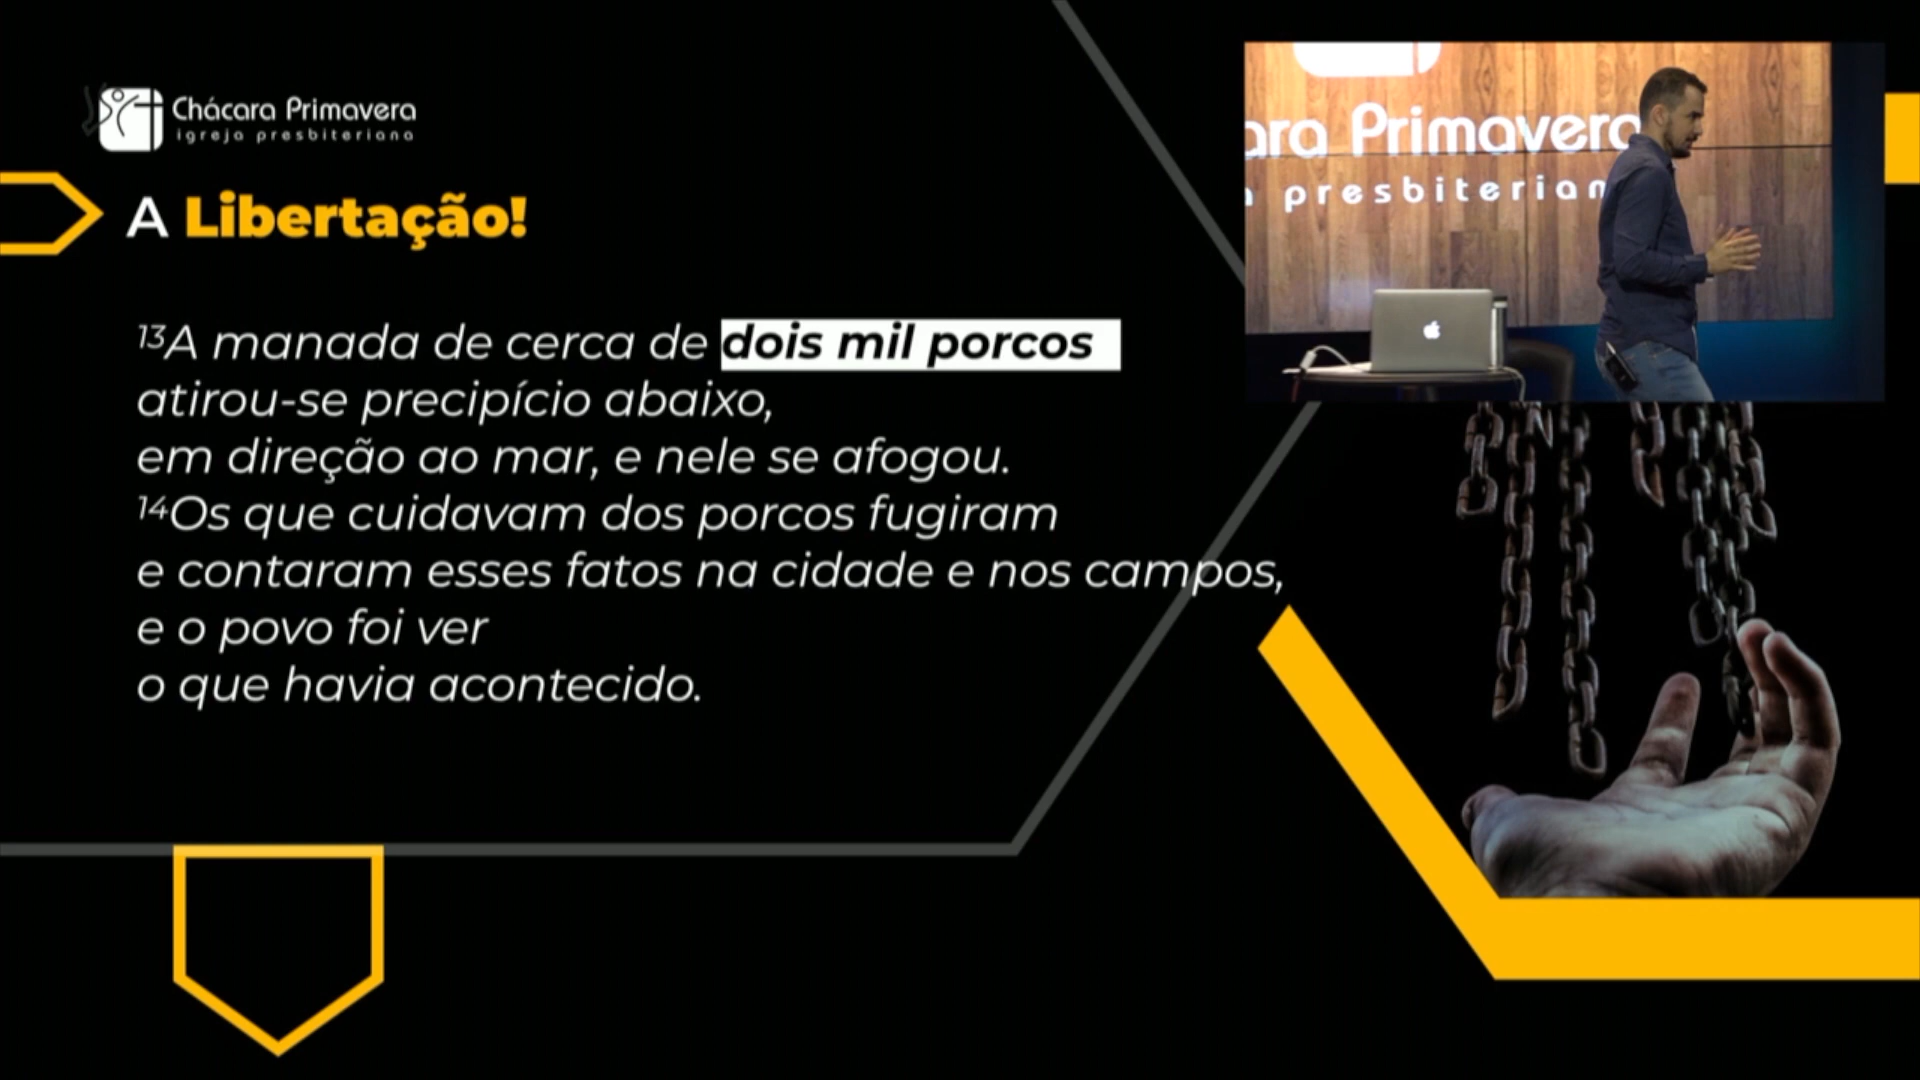 Chácara Primavera
igreja presbiteriana
A Libertação!
¹³A manada de cerca de dois mil porcos
atirou-se precipício abaixo,
em direção ao mar, e nele se afogou.
¹⁴Os que cuidavam dos porcos fugiram
e contaram esses fatos na cidade e nos campos,
e o povo foi ver
o que havia acontecido.
ara Primavera
presbiterian